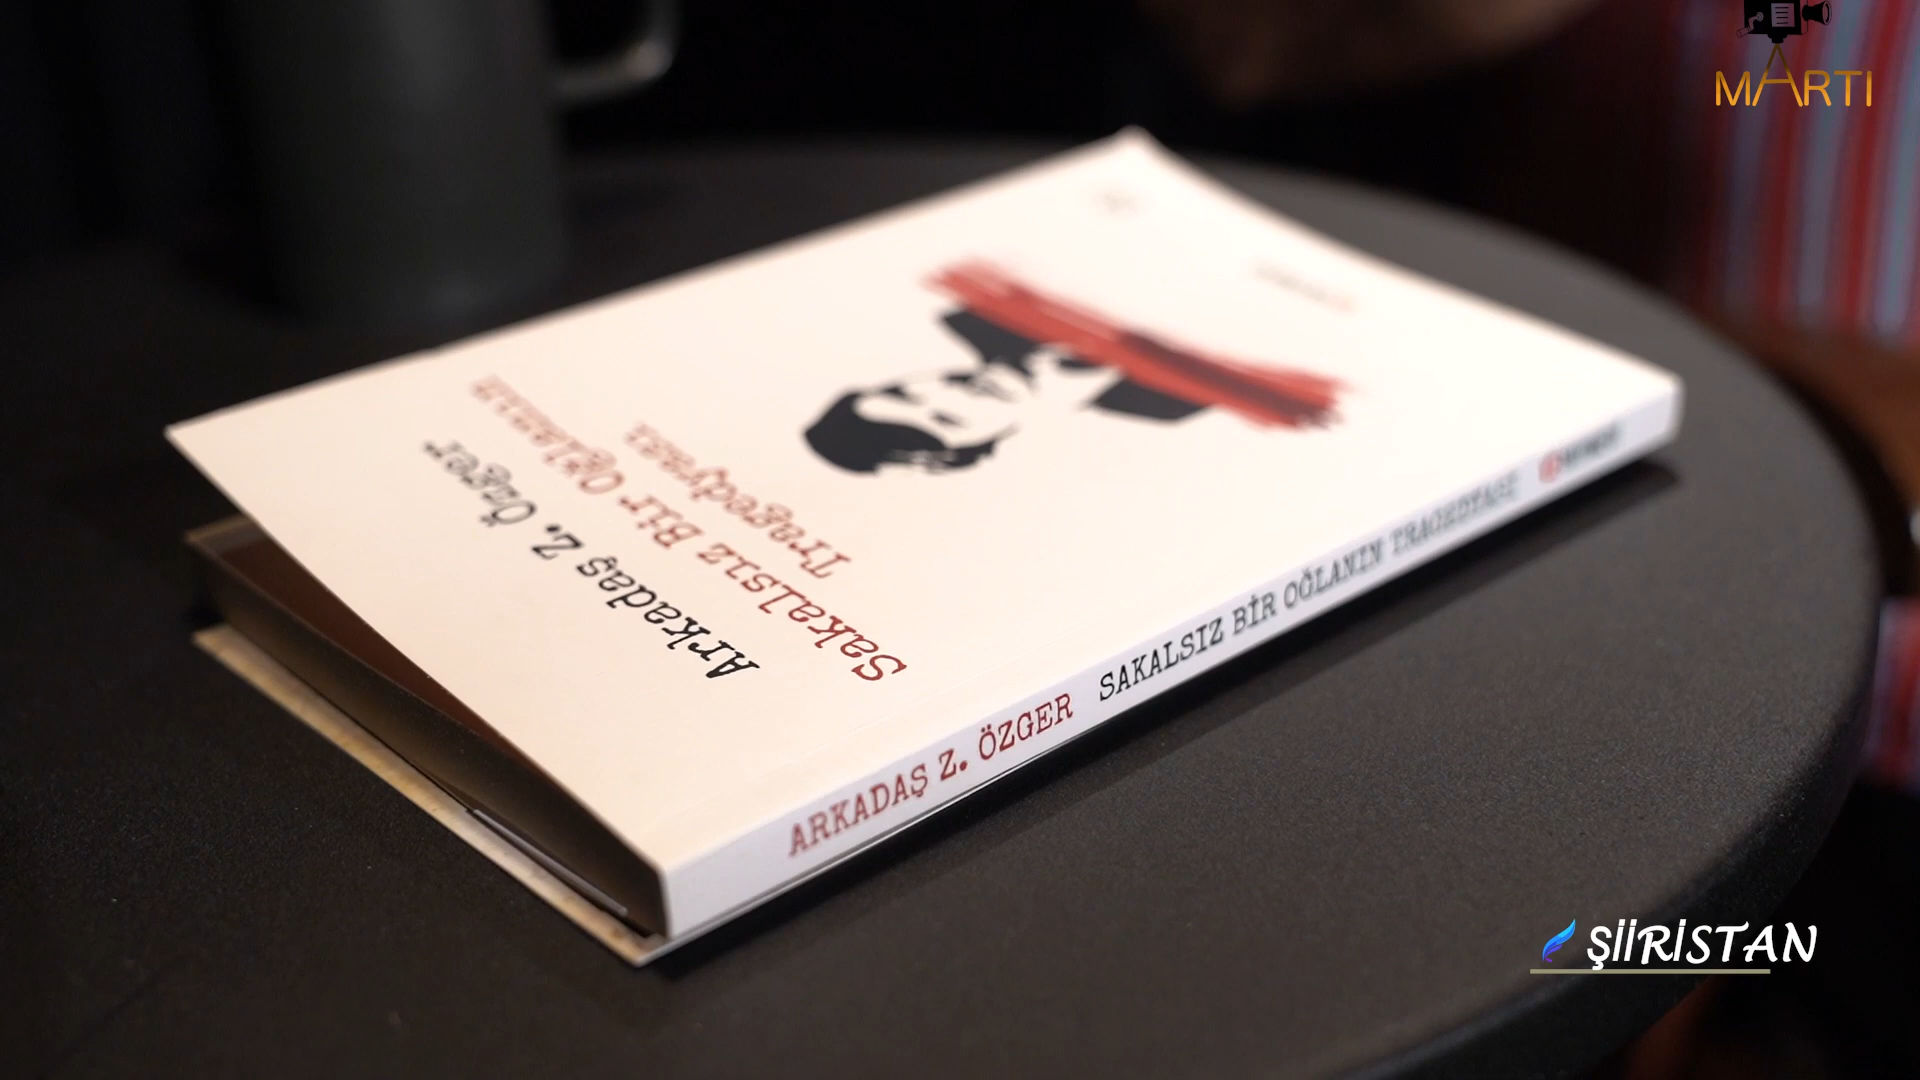 MARTI
Arkadaş Z. Özger
Sakalsız Bir Oğlanın
Tragedyası
ARKADAŞ Z. ÖZGER SAKALSIZ BİR OĞLANIN TRAGEDYASI
ŞİİRİSTAN